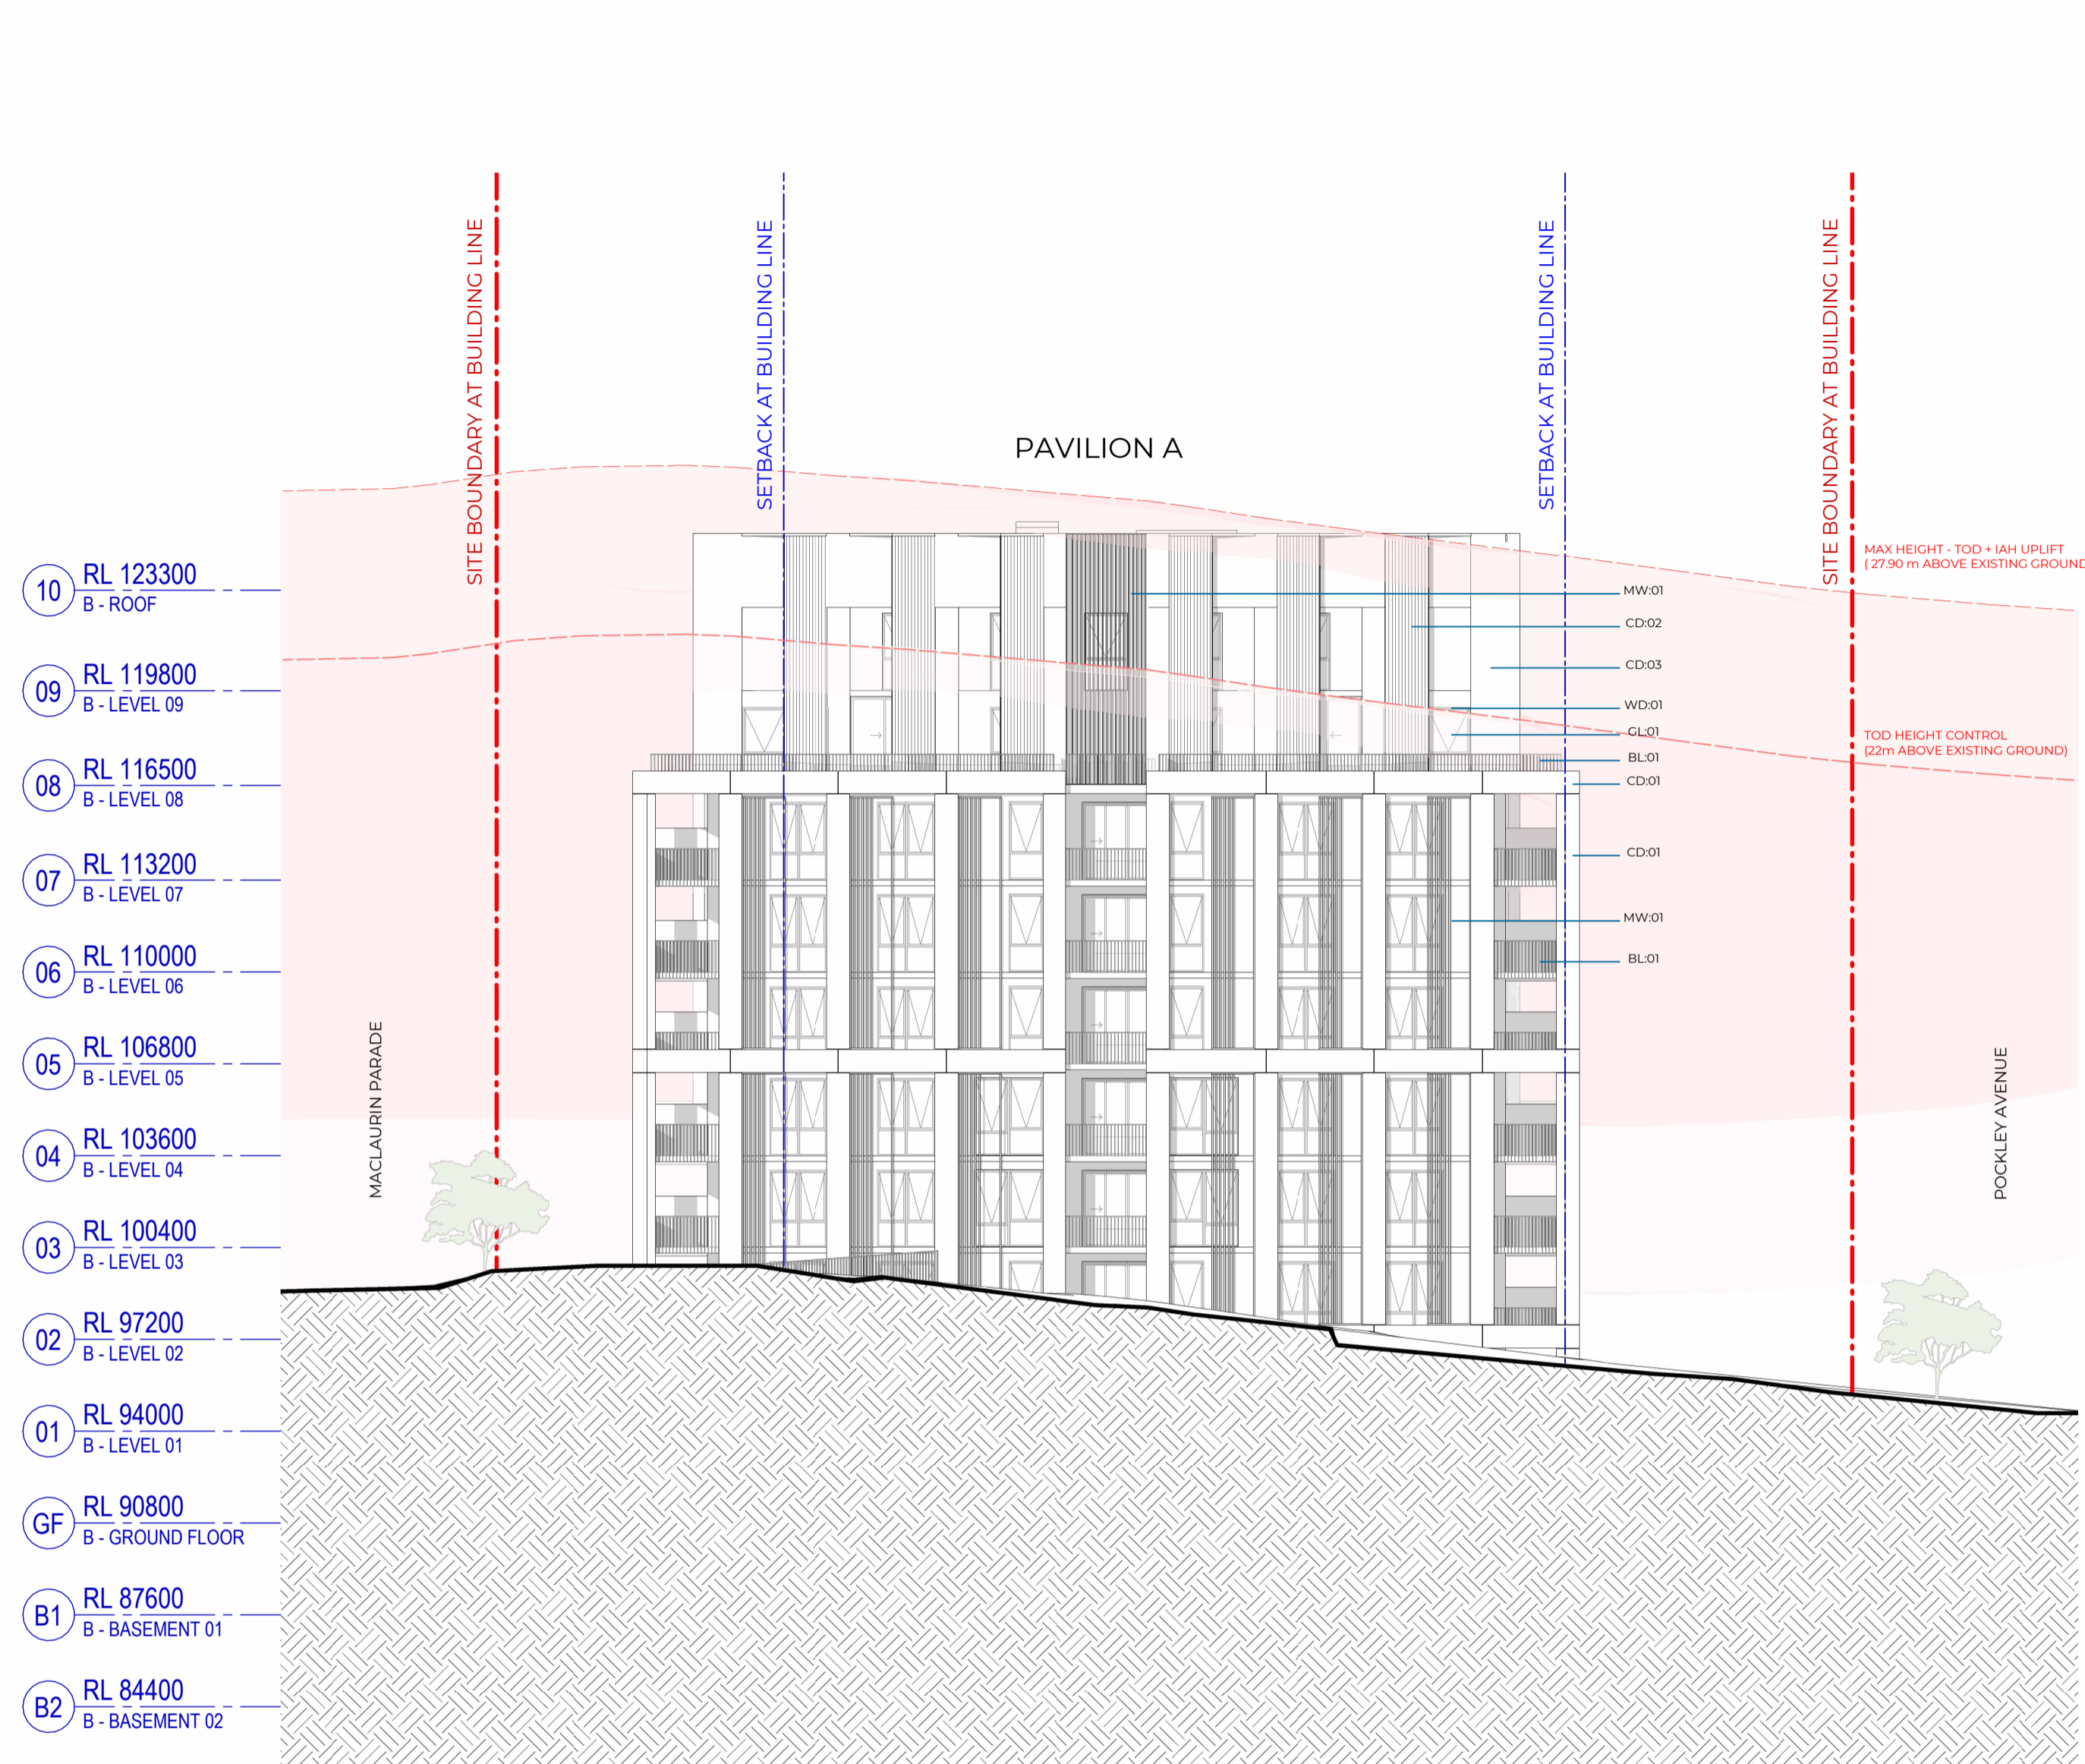 SITE BOUNDARY AT BUILDING LINE
SETBACK AT BUILDING LINE
SETBACK AT BUILDING LINE
SITE BOUNDARY AT BUILDING LINE
PAVILION A
MAX HEIGHT - TOD + IAH UPLIFT
( 27.90 m ABOVE EXISTING GROUND
TOD HEIGHT CONTROL
(22m ABOVE EXISTING GROUND)
10 RL 123300
B - ROOF
09 RL 119800
B - LEVEL 09
08 RL 116500
B - LEVEL 08
07 RL 113200
B - LEVEL 07
06 RL 110000
B - LEVEL 06
05 RL 106800
B - LEVEL 05
04 RL 103600
B - LEVEL 04
03 RL 100400
B - LEVEL 03
02 RL 97200
B - LEVEL 02
01 RL 94000
B - LEVEL 01
GF RL 90800
B - GROUND FLOOR
B1 RL 87600
B - BASEMENT 01
B2 RL 84400
B - BASEMENT 02
MW:01
CD:02
CD:03
WD:01
GL:01
BL:01
CD:01
CD:01
MW:01
BL:01
MACLAURIN PARADE
POCKLEY AVENUE